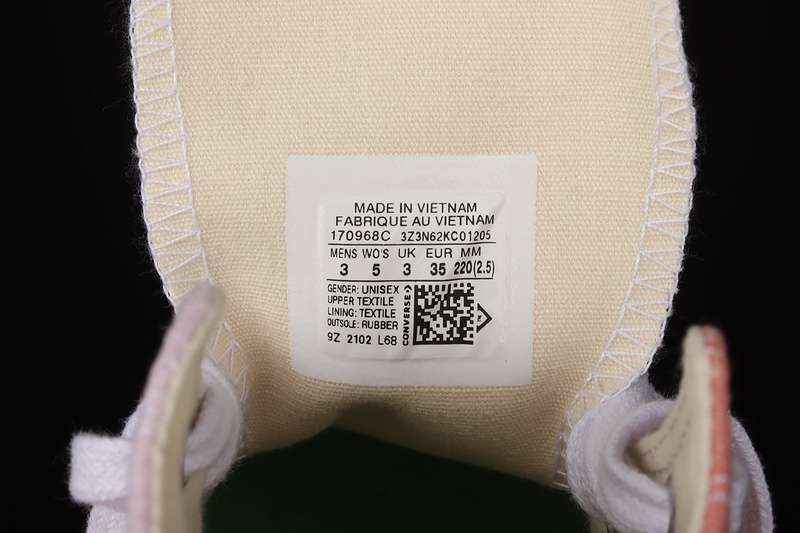 MADE IN VIETNAM
FABRIQUE AU VIETNAM
170968C 3Z3N62KC01205
MENS WO'S UK EUR MM
3 5 3 35 220(2.5)
GENDER: UNISEX
UPPER TEXTILE
LINING: TEXTILE
OUTSOLE: RUBBER
9Z 2102 L68
CONVERSE